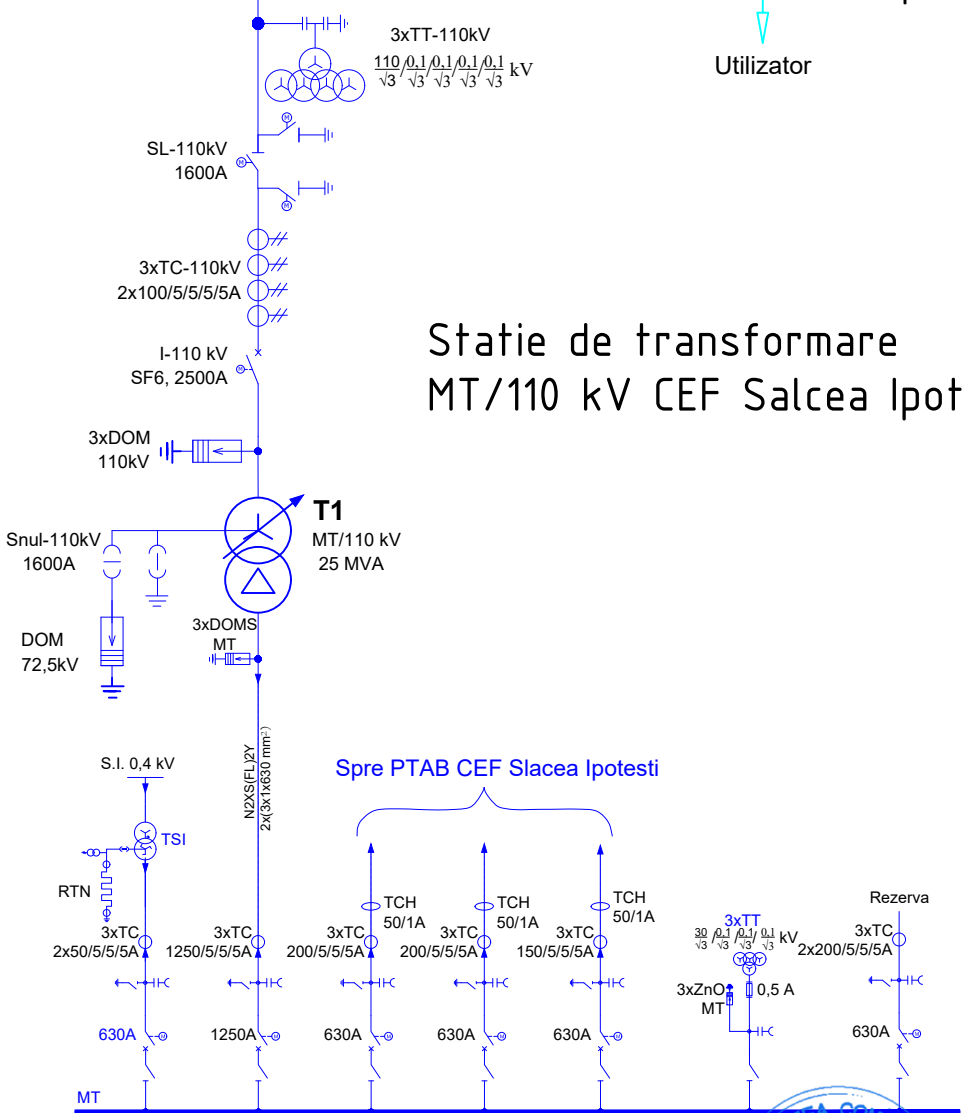 3xTT-110kV
110/√3 / 0,1/√3 / 0,1/√3 / 0,1/√3 / 0,1/√3 kV
Utilizator
M
SL-110kV
1600A
M
M
3xTC-110kV
2x100/5/5/5/5A
Statie de transformare
MT/110 kV CEF Salcea Ipot
I-110 kV
SF6, 2500A
M
3xDOM
110kV
T1
MT/110 kV
25 MVA
Snul-110kV
1600A
3xDOMS
MT
DOM
72,5kV
N2XS(FL)2Y
2x(3x1x630 mm²)
S.I. 0,4 kV
Spre PTAB CEF Slacea Ipotesti
TSI
RTN
TCH
50/1A
TCH
50/1A
TCH
50/1A
Rezerva
3xTC
2x50/5/5/5A
3xTC
1250/5/5/5A
3xTC
200/5/5/5A
3xTC
200/5/5/5A
3xTC
150/5/5/5A
3xTT
30/√3 / 0,1/√3 / 0,1/√3 / 0,1/√3 kV
3xTC
2x200/5/5/5A
3xZnO
MT
0,5 A
630A
1250A
630A
630A
630A
630A
MT